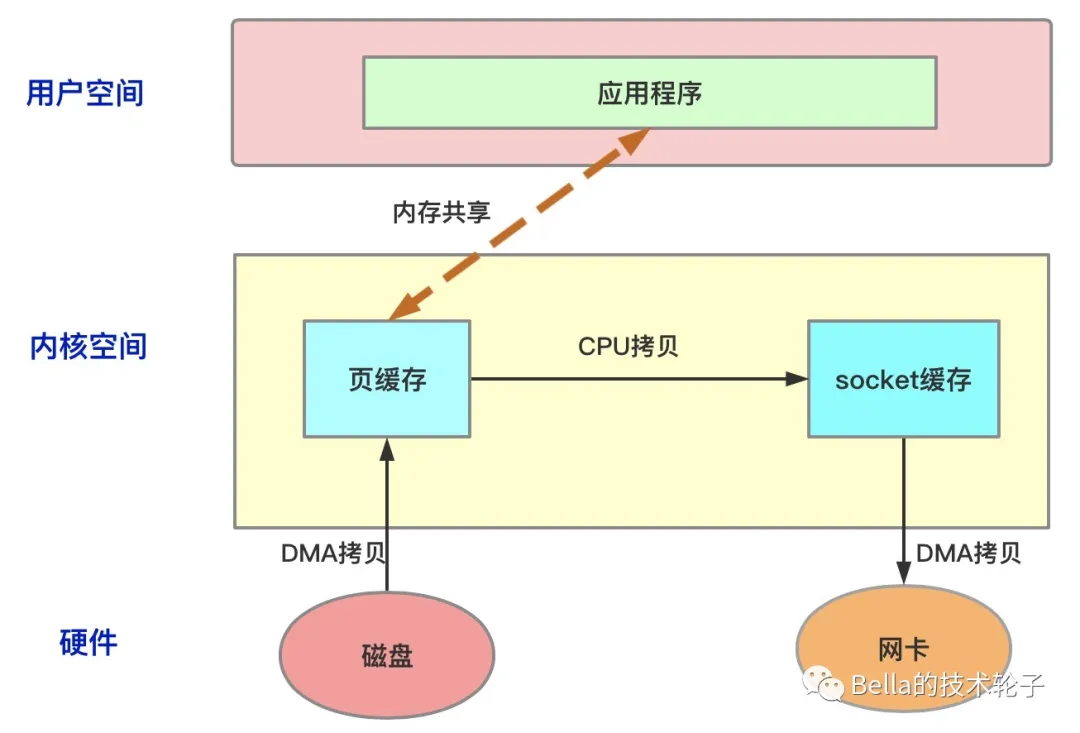 用户空间
应用程序
内存共享
内核空间
页缓存
CPU拷贝
socket缓存
DMA拷贝
DMA拷贝
硬件
磁盘
网卡
Bella的技术轮子